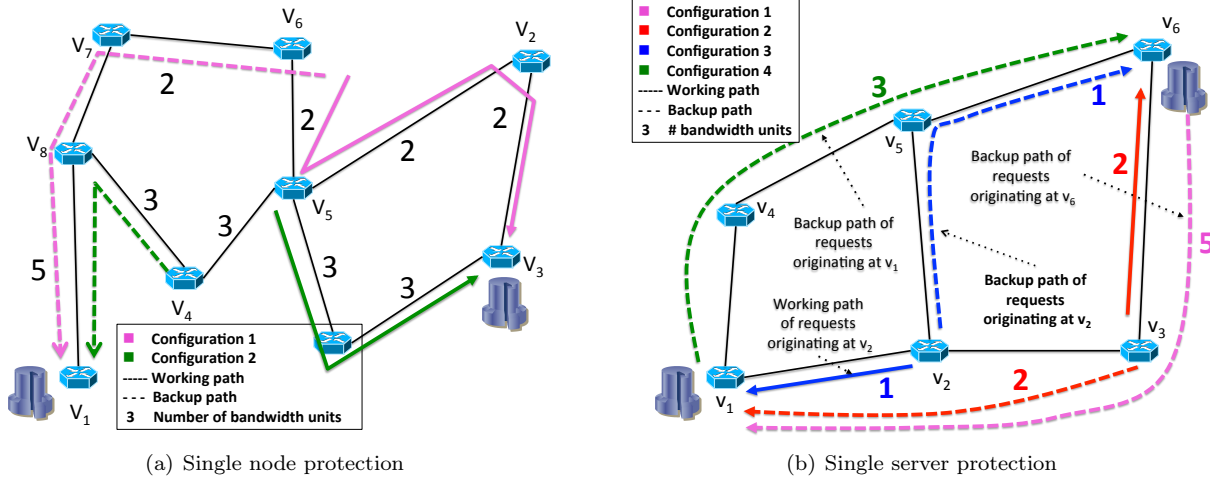 V6
V7
V2
2
2
2
2
V8
3
V5
3
5
3
3
V3
V4
Configuration 1
Configuration 2
----- Working path
- - - Backup path
3 Number of bandwidth units
V1
(a) Single node protection
Configuration 1
Configuration 2
Configuration 3
Configuration 4
----- Working path
- - - Backup path
3 # bandwidth units
V6
3
1
v5
Backup path of
requests
originating at v6
2
v4
Backup path of
requests
originating at v1
5
Backup path of
requests
originating at v2
Working path
of requests
originating at v2
v3
v2
1
2
v1
(b) Single server protection